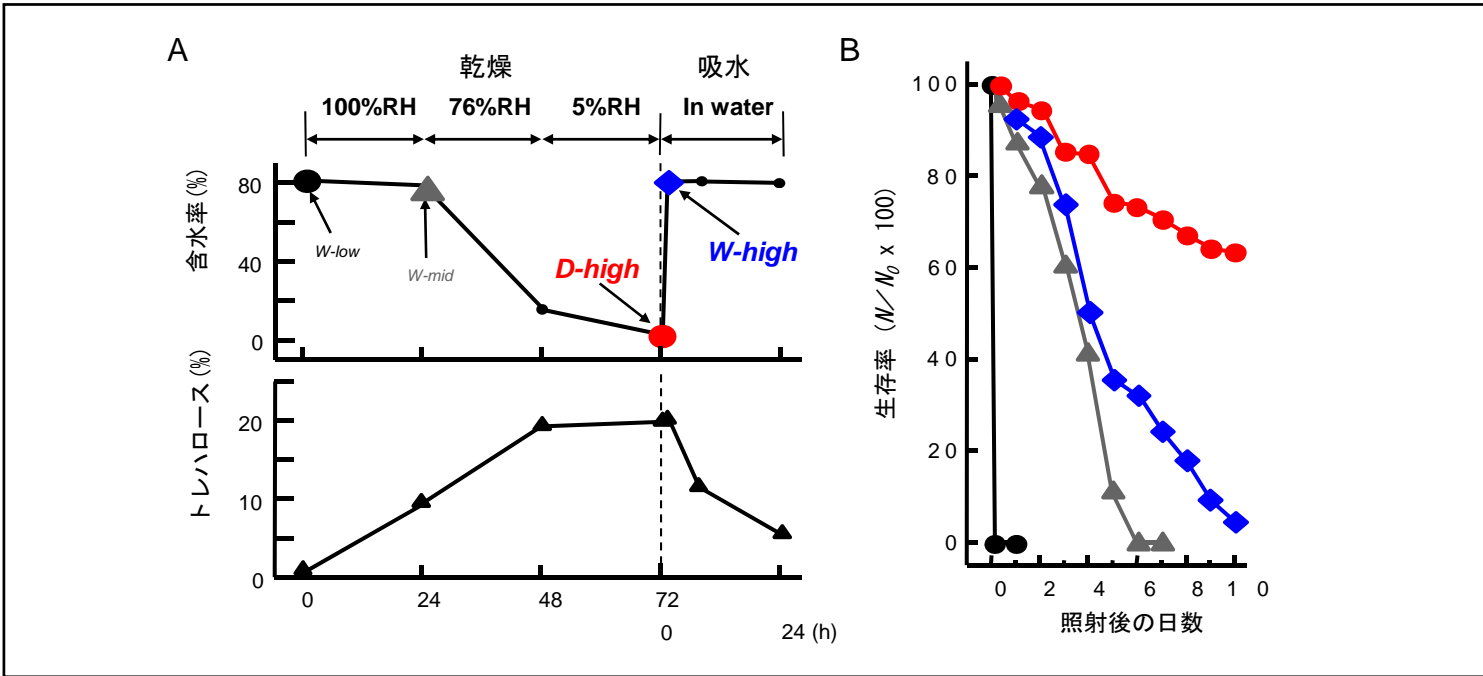 A
乾燥
吸水
100%RH
76%RH
5%RH
In water
含水率(%)
80
40
0
W-low
W-mid
D-high
W-high
トレハロース(%)
20
10
0
0
24
48
72
0
24 (h)
B
生存率 (N/N0 x 100)
100
80
60
40
20
0
0 2 4 6 8 1 0
照射後の日数